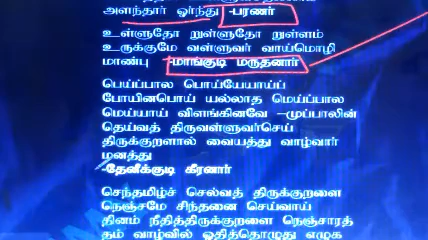 அளந்தார் ஓர்ந்து -பரணர்
உள்ளுதோ றுள்ளுதோ றுள்ளம்
உருக்குமே வள்ளுவர் வாய்மொழி
மாண்பு -மாங்குடி மருதனார்
பெய்ப்பால பொய்யேயாய்ப்
போயினபொய் யல்லாத மெய்ப்பால
மெய்யாய் விளங்கினவே –முப்பாலின்
தெய்வத் திருவள்ளுவர்செய்
திருக்குறளால் வையத்து வாழ்வார்
மனத்து
-தேனீக்குடி கீரனார்
செந்தமிழ்ச் செல்வத் திருக்குறளை
நெஞ்சமே சிந்தனை செய்வாய்
தினம் நீதித்திருக்குறளை நெஞ்சாரத்
தம் வாழ்வில் ஓதித்தொழுது எழுக